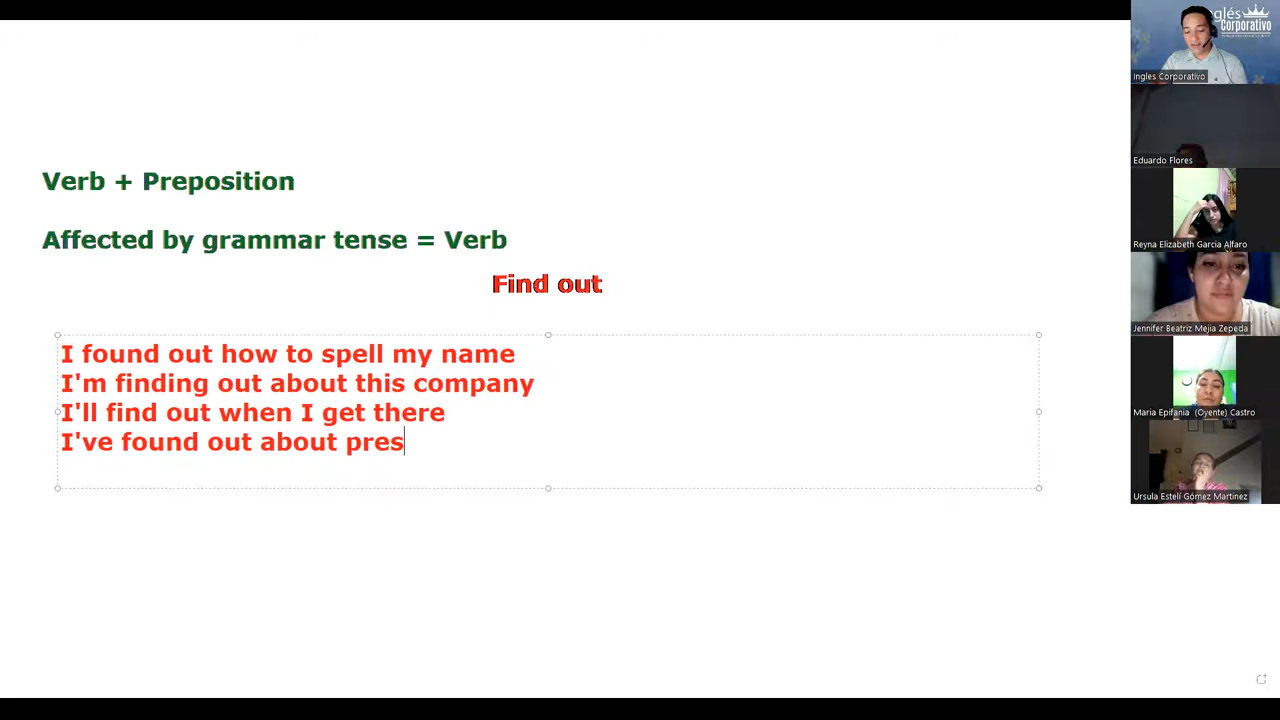 Verb + Preposition
Affected by grammar tense = Verb
Find out
I found out how to spell my name
I'm finding out about this company
I'll find out when I get there
I've found out about pres
Inglés
Corporativo
Ingles Corporativo
Eduardo Flores
Reyna Elizabeth Garcia Alfaro
Jennifer Beatriz Mejia Zepeda
Maria Epifania (Oyente) Castro
Ursula Estelí Gómez Martinez